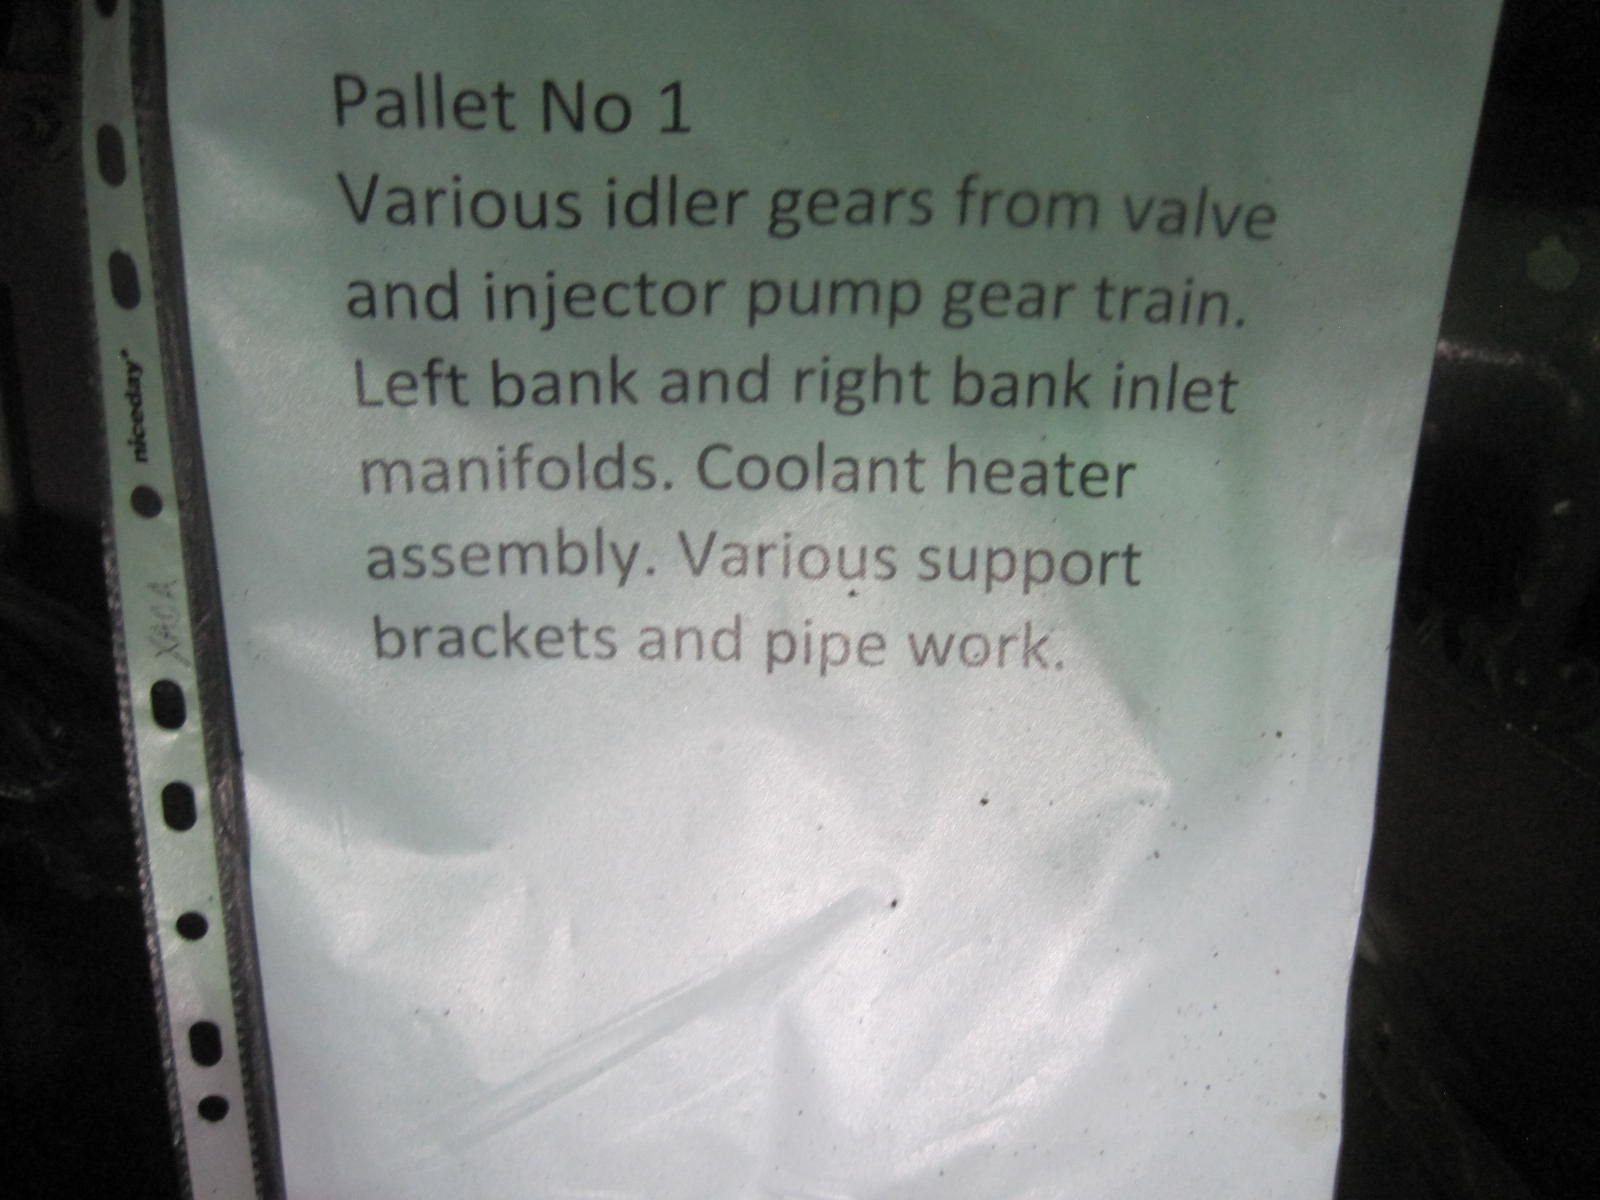 Pallet No 1
Various idler gears from valve
and injector pump gear train.
Left bank and right bank inlet
manifolds. Coolant heater
assembly. Various support
brackets and pipe work.
niceday